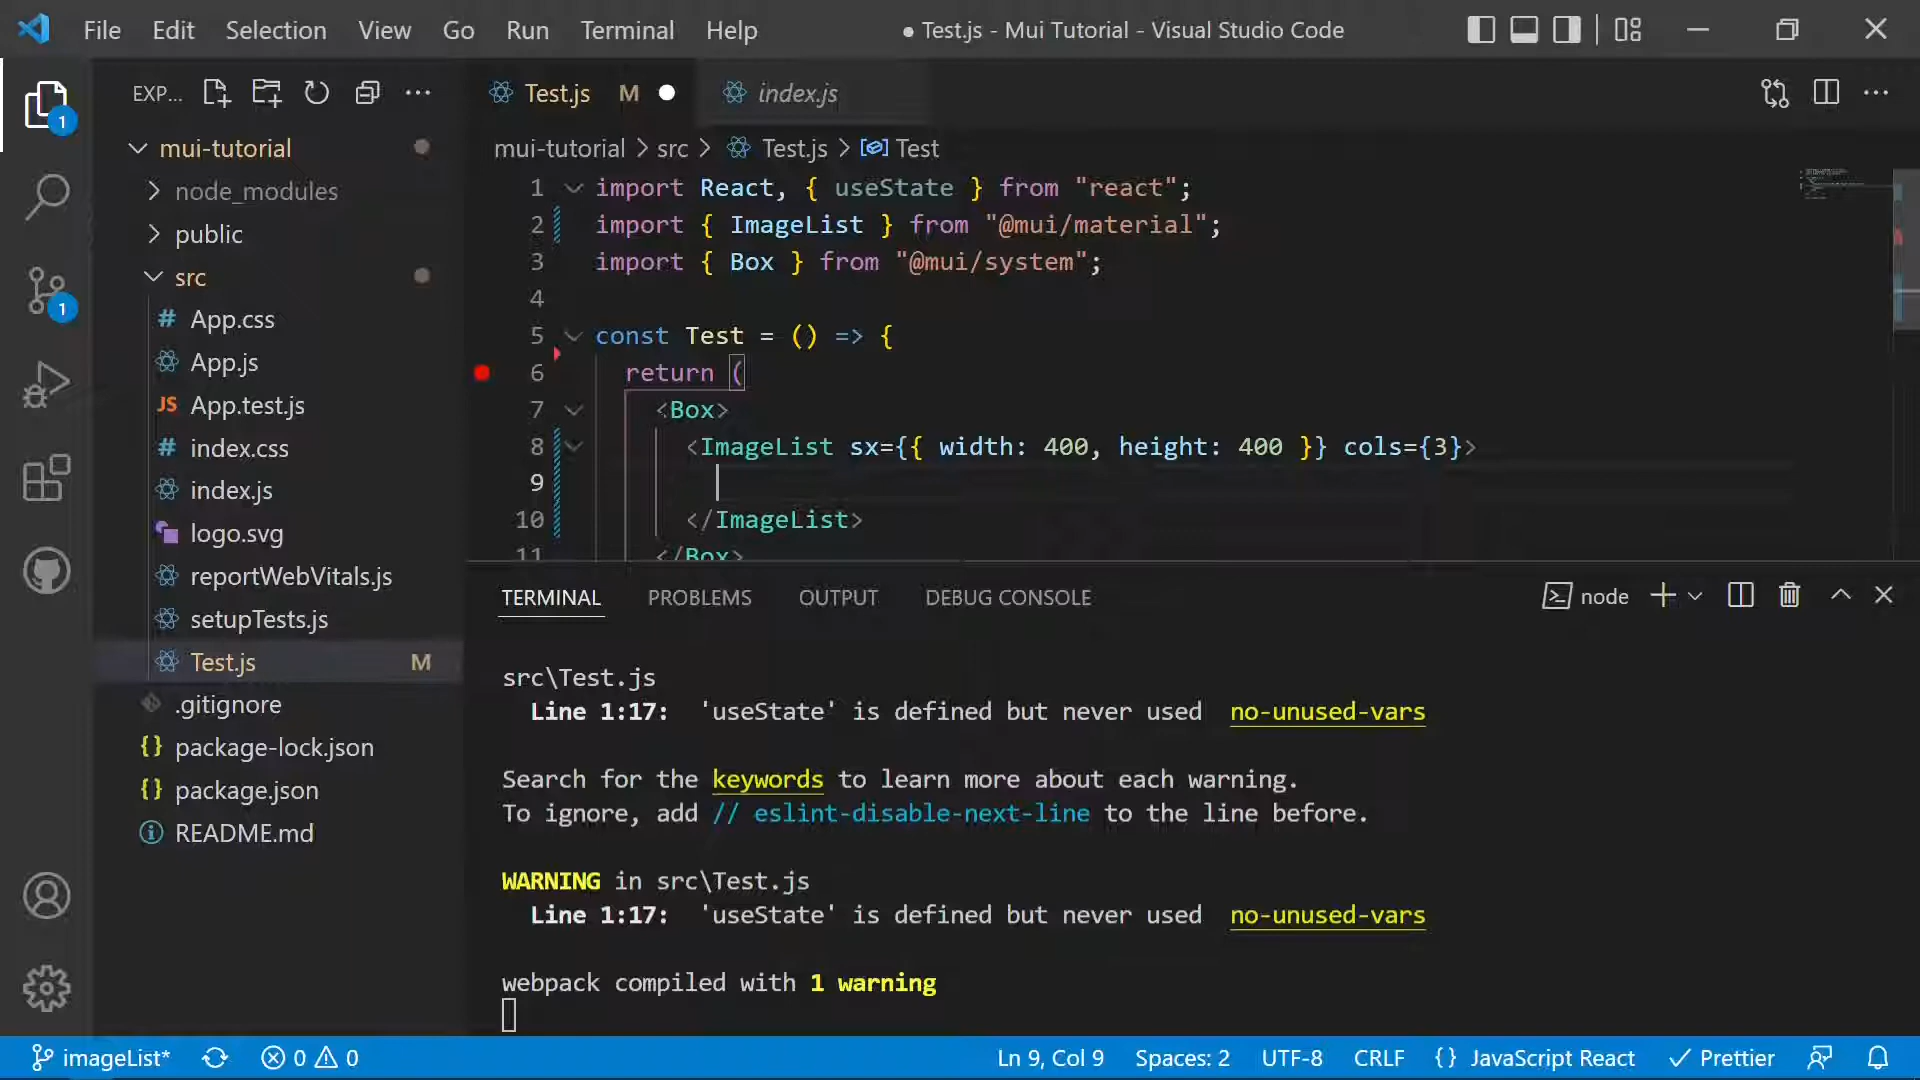 File Edit Selection View Go Run Terminal Help
● Test.js - Mui Tutorial - Visual Studio Code
EXP...
Test.js M
index.js
1
mui-tutorial
mui-tutorial > src > Test.js > Test
node_modules
public
src
1
App.css
App.js
App.test.js
index.css
index.js
logo.svg
reportWebVitals.js
setupTests.js
Test.js M
.gitignore
package-lock.json
package.json
README.md
1 import React, { useState } from "react";
2 import { ImageList } from "@mui/material";
3 import { Box } from "@mui/system";
4
5 const Test = () => {
6 return (
7 <Box>
8 <ImageList sx={{ width: 400, height: 400 }} cols={3}>
9
10 </ImageList>
11 </Box>
TERMINAL PROBLEMS OUTPUT DEBUG CONSOLE
node
src\Test.js
Line 1:17: 'useState' is defined but never used no-unused-vars
Search for the keywords to learn more about each warning.
To ignore, add // eslint-disable-next-line to the line before.
WARNING in src\Test.js
Line 1:17: 'useState' is defined but never used no-unused-vars
webpack compiled with 1 warning
imageList* 0 0
Ln 9, Col 9 Spaces: 2 UTF-8 CRLF {} JavaScript React Prettier